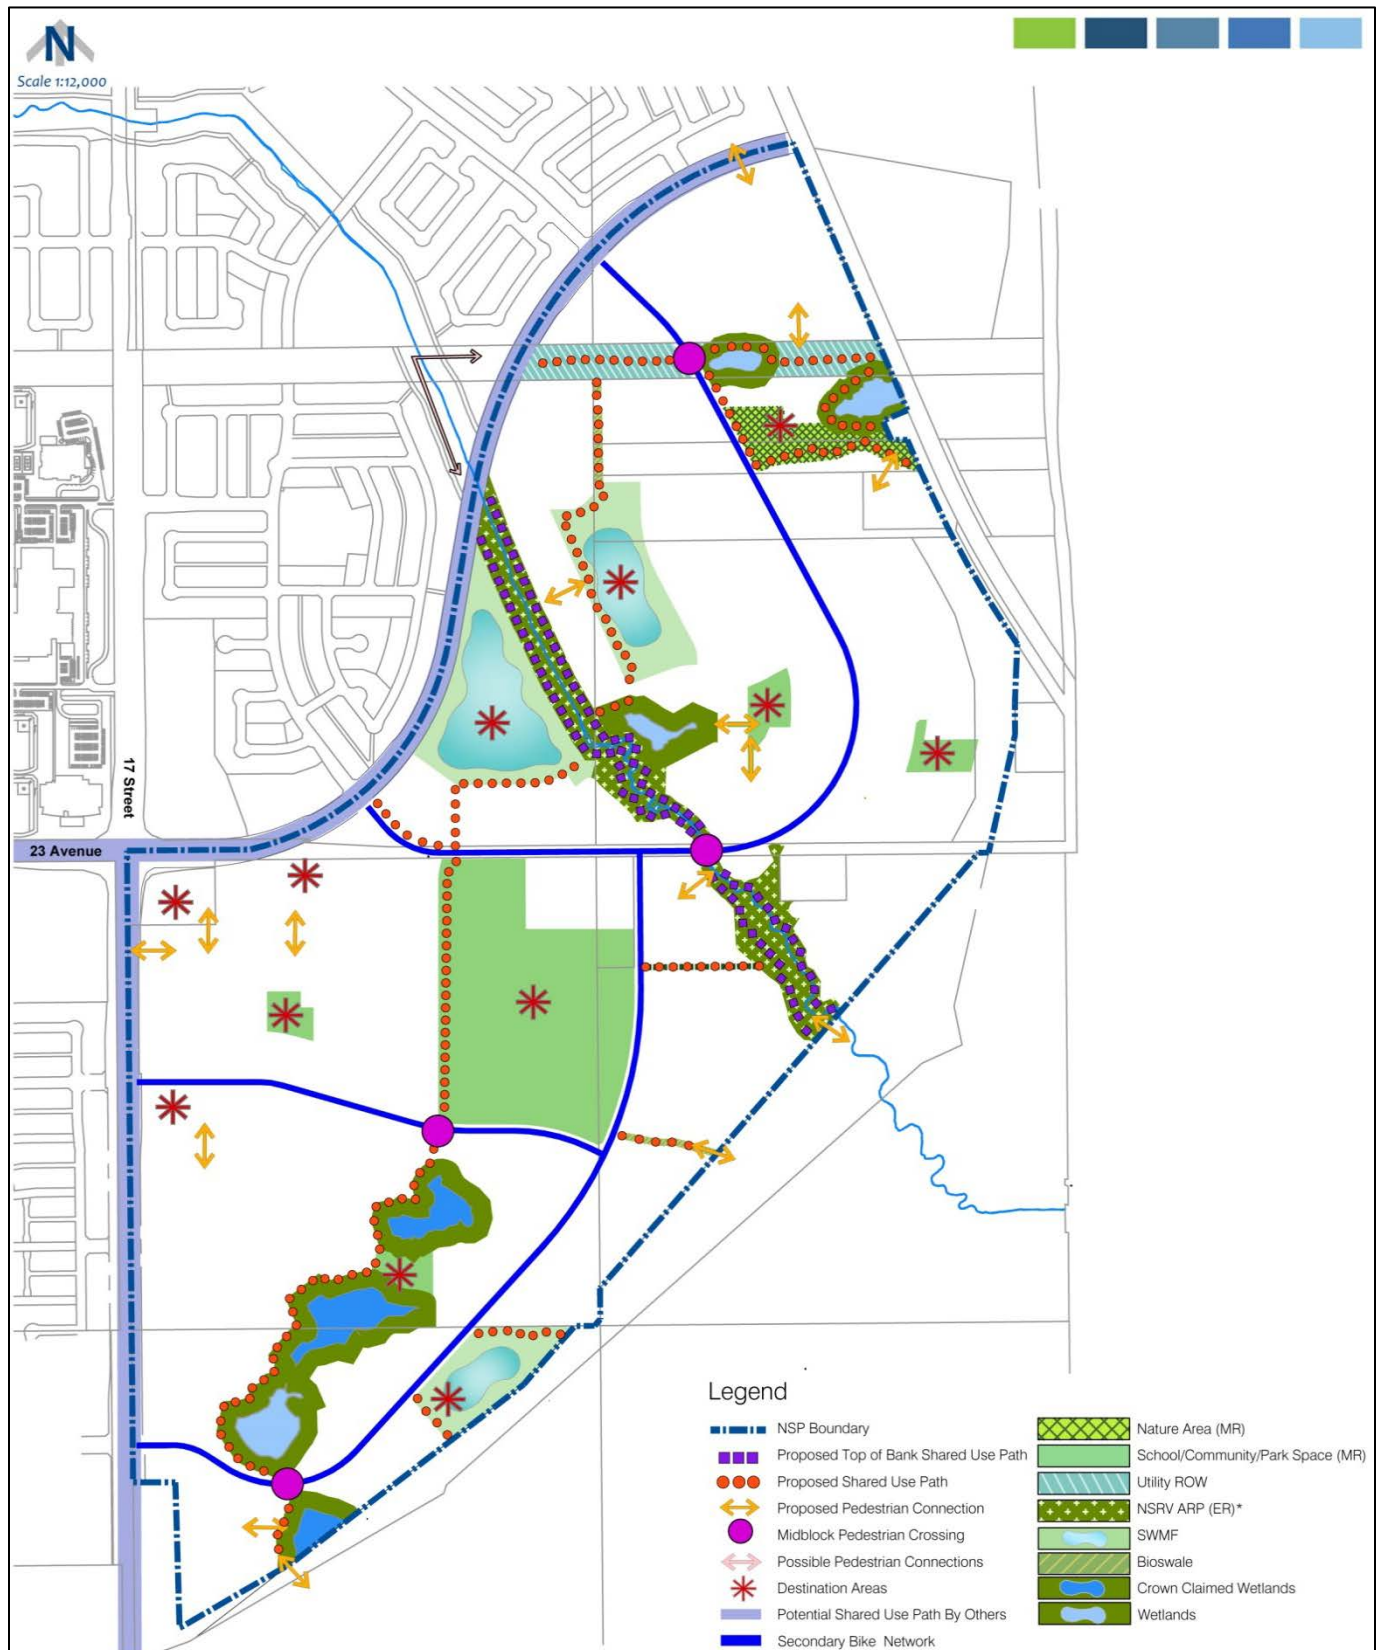 N
Scale 1:12,000
17 Street
23 Avenue
Legend
NSP Boundary
Proposed Top of Bank Shared Use Path
Proposed Shared Use Path
Proposed Pedestrian Connection
Midblock Pedestrian Crossing
Possible Pedestrian Connections
Destination Areas
Potential Shared Use Path By Others
Secondary Bike Network
Nature Area (MR)
School/Community/Park Space (MR)
Utility ROW
NSRV ARP (ER)*
SWMF
Bioswale
Crown Claimed Wetlands
Wetlands